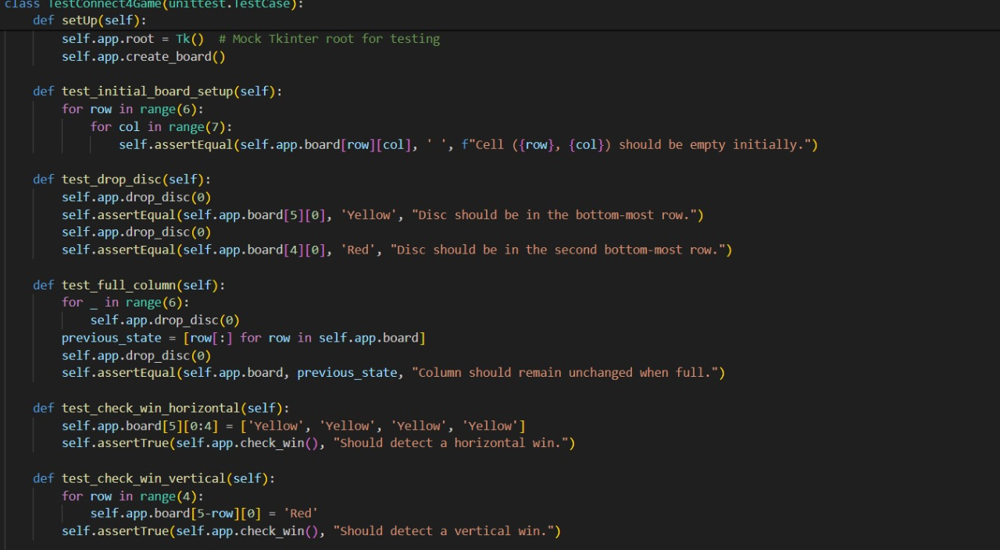 class TestConnect4Game(unittest.TestCase):
    def setUp(self):
        self.app.root = Tk()  # Mock Tkinter root for testing
        self.app.create_board()

    def test_initial_board_setup(self):
        for row in range(6):
            for col in range(7):
                self.assertEqual(self.app.board[row][col], ' ', f"Cell ({row}, {col}) should be empty initially.")

    def test_drop_disc(self):
        self.app.drop_disc(0)
        self.assertEqual(self.app.board[5][0], 'Yellow', "Disc should be in the bottom-most row.")
        self.app.drop_disc(0)
        self.assertEqual(self.app.board[4][0], 'Red', "Disc should be in the second bottom-most row.")

    def test_full_column(self):
        for _ in range(6):
            self.app.drop_disc(0)
        previous_state = [row[:] for row in self.app.board]
        self.app.drop_disc(0)
        self.assertEqual(self.app.board, previous_state, "Column should remain unchanged when full.")

    def test_check_win_horizontal(self):
        self.app.board[5][0:4] = ['Yellow', 'Yellow', 'Yellow', 'Yellow']
        self.assertTrue(self.app.check_win(), "Should detect a horizontal win.")

    def test_check_win_vertical(self):
        for row in range(4):
            self.app.board[5-row][0] = 'Red'
        self.assertTrue(self.app.check_win(), "Should detect a vertical win.")